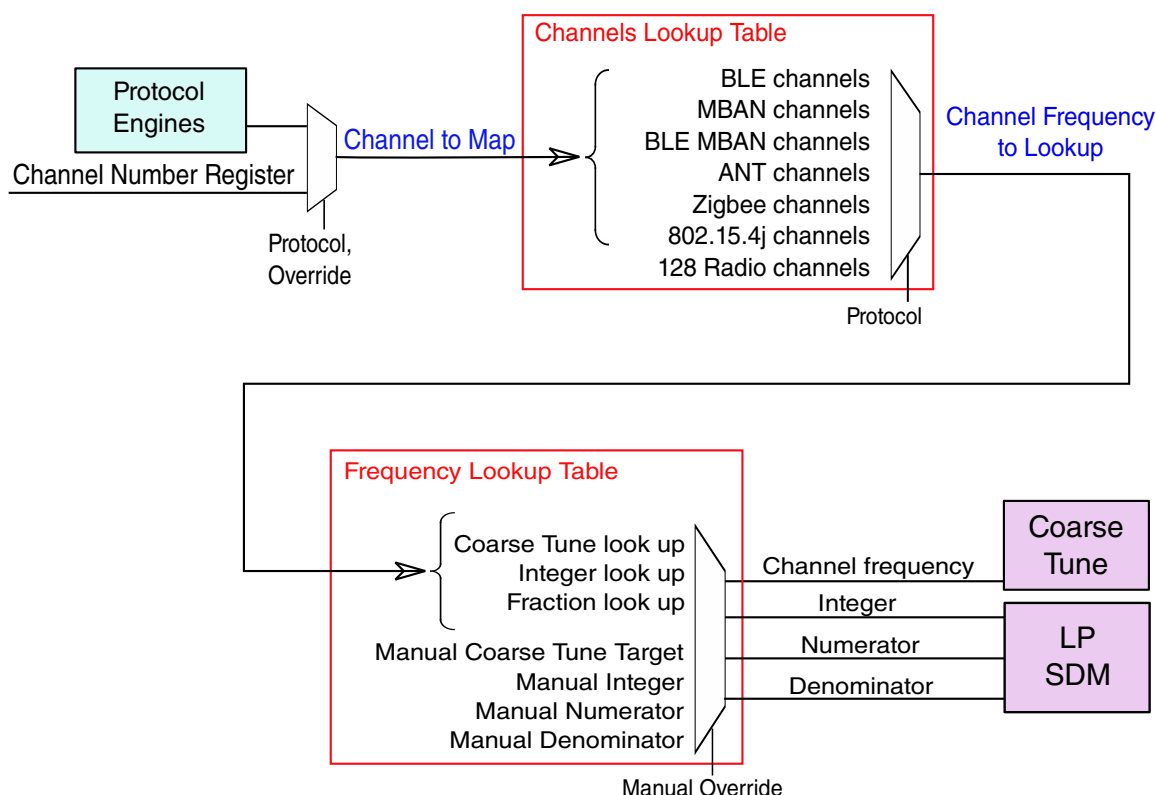 Channels Lookup Table
Protocol
Engines
Channel Number Register
Channel to Map
Protocol,
Override
BLE channels
MBAN channels
BLE MBAN channels
ANT channels
Zigbee channels
802.15.4j channels
128 Radio channels
Protocol
Channel Frequency
to Lookup
Frequency Lookup Table
Coarse Tune look up
Integer look up
Fraction look up
Manual Coarse Tune Target
Manual Integer
Manual Numerator
Manual Denominator
Manual Override
Channel frequency
Integer
Numerator
Denominator
Coarse
Tune
LP
SDM